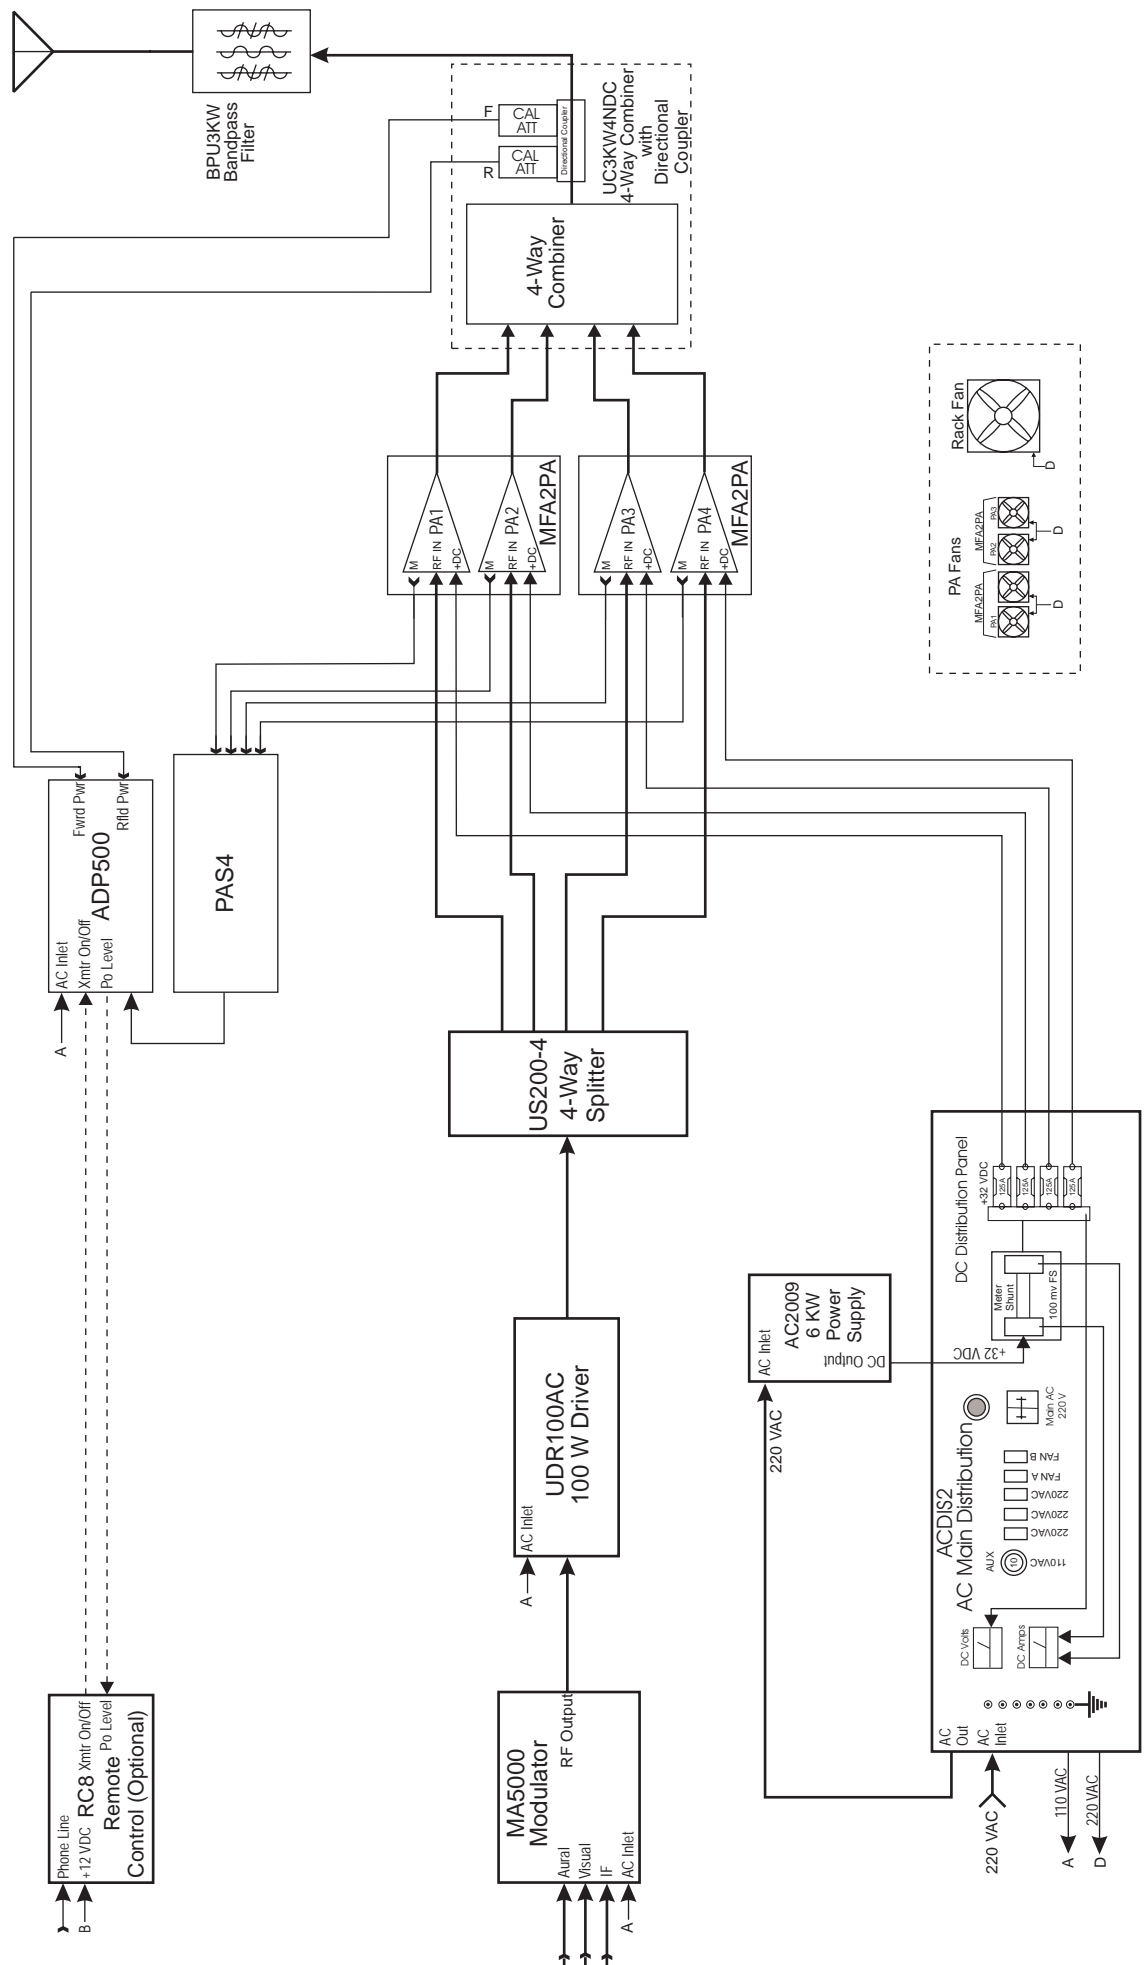 BPU3KW
Bandpass
Filter
F
CAL
ATT
R
CAL
ATT
Directional Coupler
UC3KW4NDC
4-Way Combiner
with
Directional
Coupler
4-Way
Combiner
M
RF IN PA1
+DC
M
RF IN PA2
+DC
MFA2PA
M
RF IN PA3
+DC
M
RF IN PA4
+DC
MFA2PA
Rack Fan
D
PA Fans
MFA2PA
PA1
D
MFA2PA
PA2
PA3
D
AC Inlet
Xmtr On/Off
Po Level
ADP500
Fwrd Pwr
Rfld Pwr
A
PAS4
US200-4
4-Way
Splitter
AC Inlet
UDR100AC
100 W Driver
A
MA5000
Modulator
RF Output
Aural
Visual
IF
AC Inlet
A
Phone Line
+12 VDC
RC8
Xmtr On/Off
Po Level
Remote
Control (Optional)
B
AC Inlet
AC2009
6 KW
Power
Supply
DC Output
220 VAC
+32 VDC
DC Distribution Panel
+32 VDC
125A
125A
125A
125A
Meter
Shunt
100 mv FS
ACDIS2
AC Main Distribution
Main AC
220 V
FAN B
FAN A
220VAC
220VAC
220VAC
AUX
10
110VAC
DC Volts
DC Amps
AC
Out
AC
Inlet
220 VAC
110 VAC
A
220 VAC
D